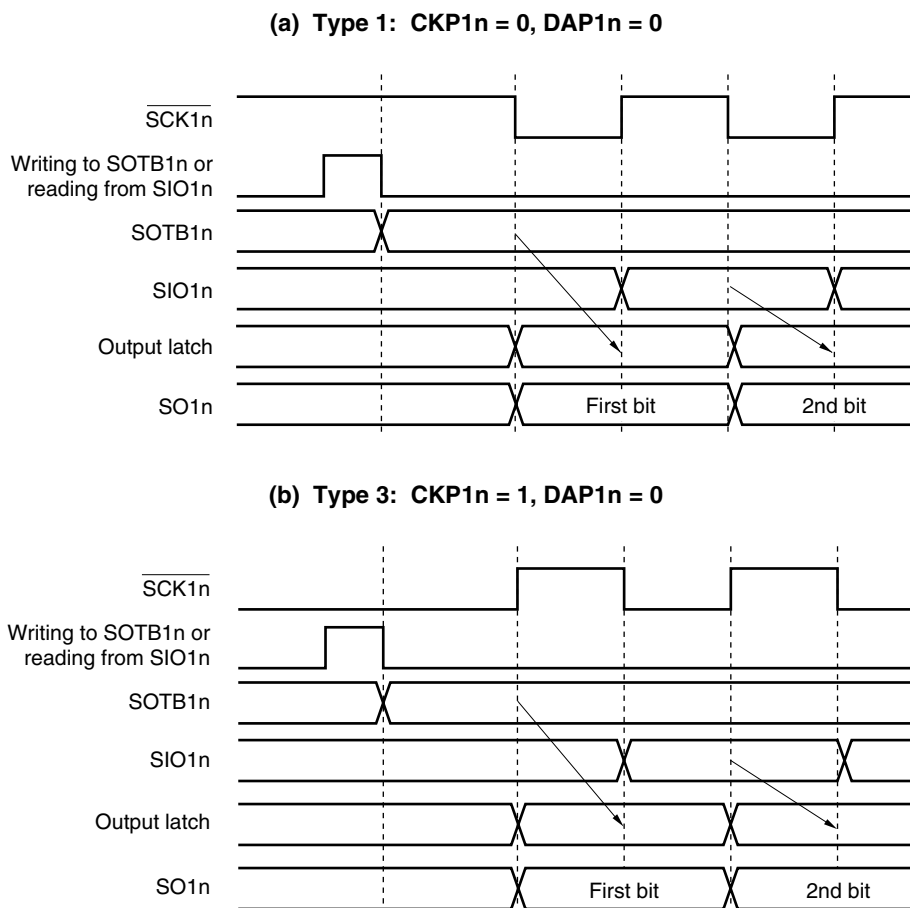 (a) Type 1: CKP1n = 0, DAP1n = 0
SCK1n
Writing to SOTB1n or
reading from SIO1n
SOTB1n
SIO1n
Output latch
SO1n
First bit
2nd bit
(b) Type 3: CKP1n = 1, DAP1n = 0
SCK1n
Writing to SOTB1n or
reading from SIO1n
SOTB1n
SIO1n
Output latch
SO1n
First bit
2nd bit